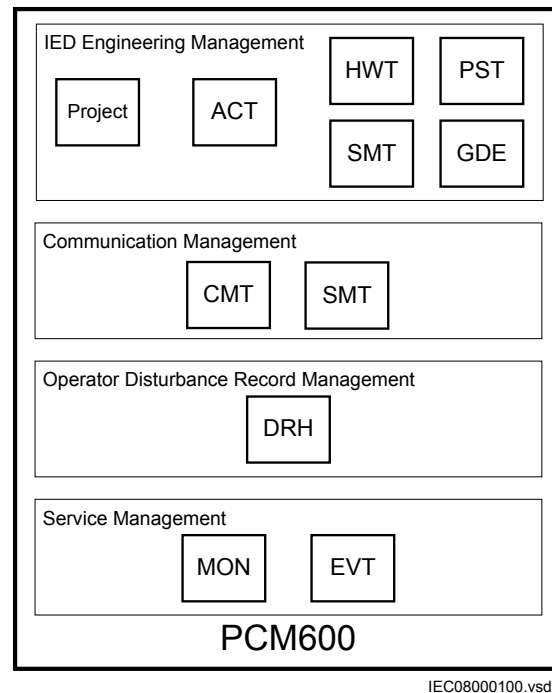 IED Engineering Management
HWT
PST
Project
ACT
SMT
GDE
Communication Management
CMT
SMT
Operator Disturbance Record Management
DRH
Service Management
MON
EVT
PCM600
IEC08000100.vsd